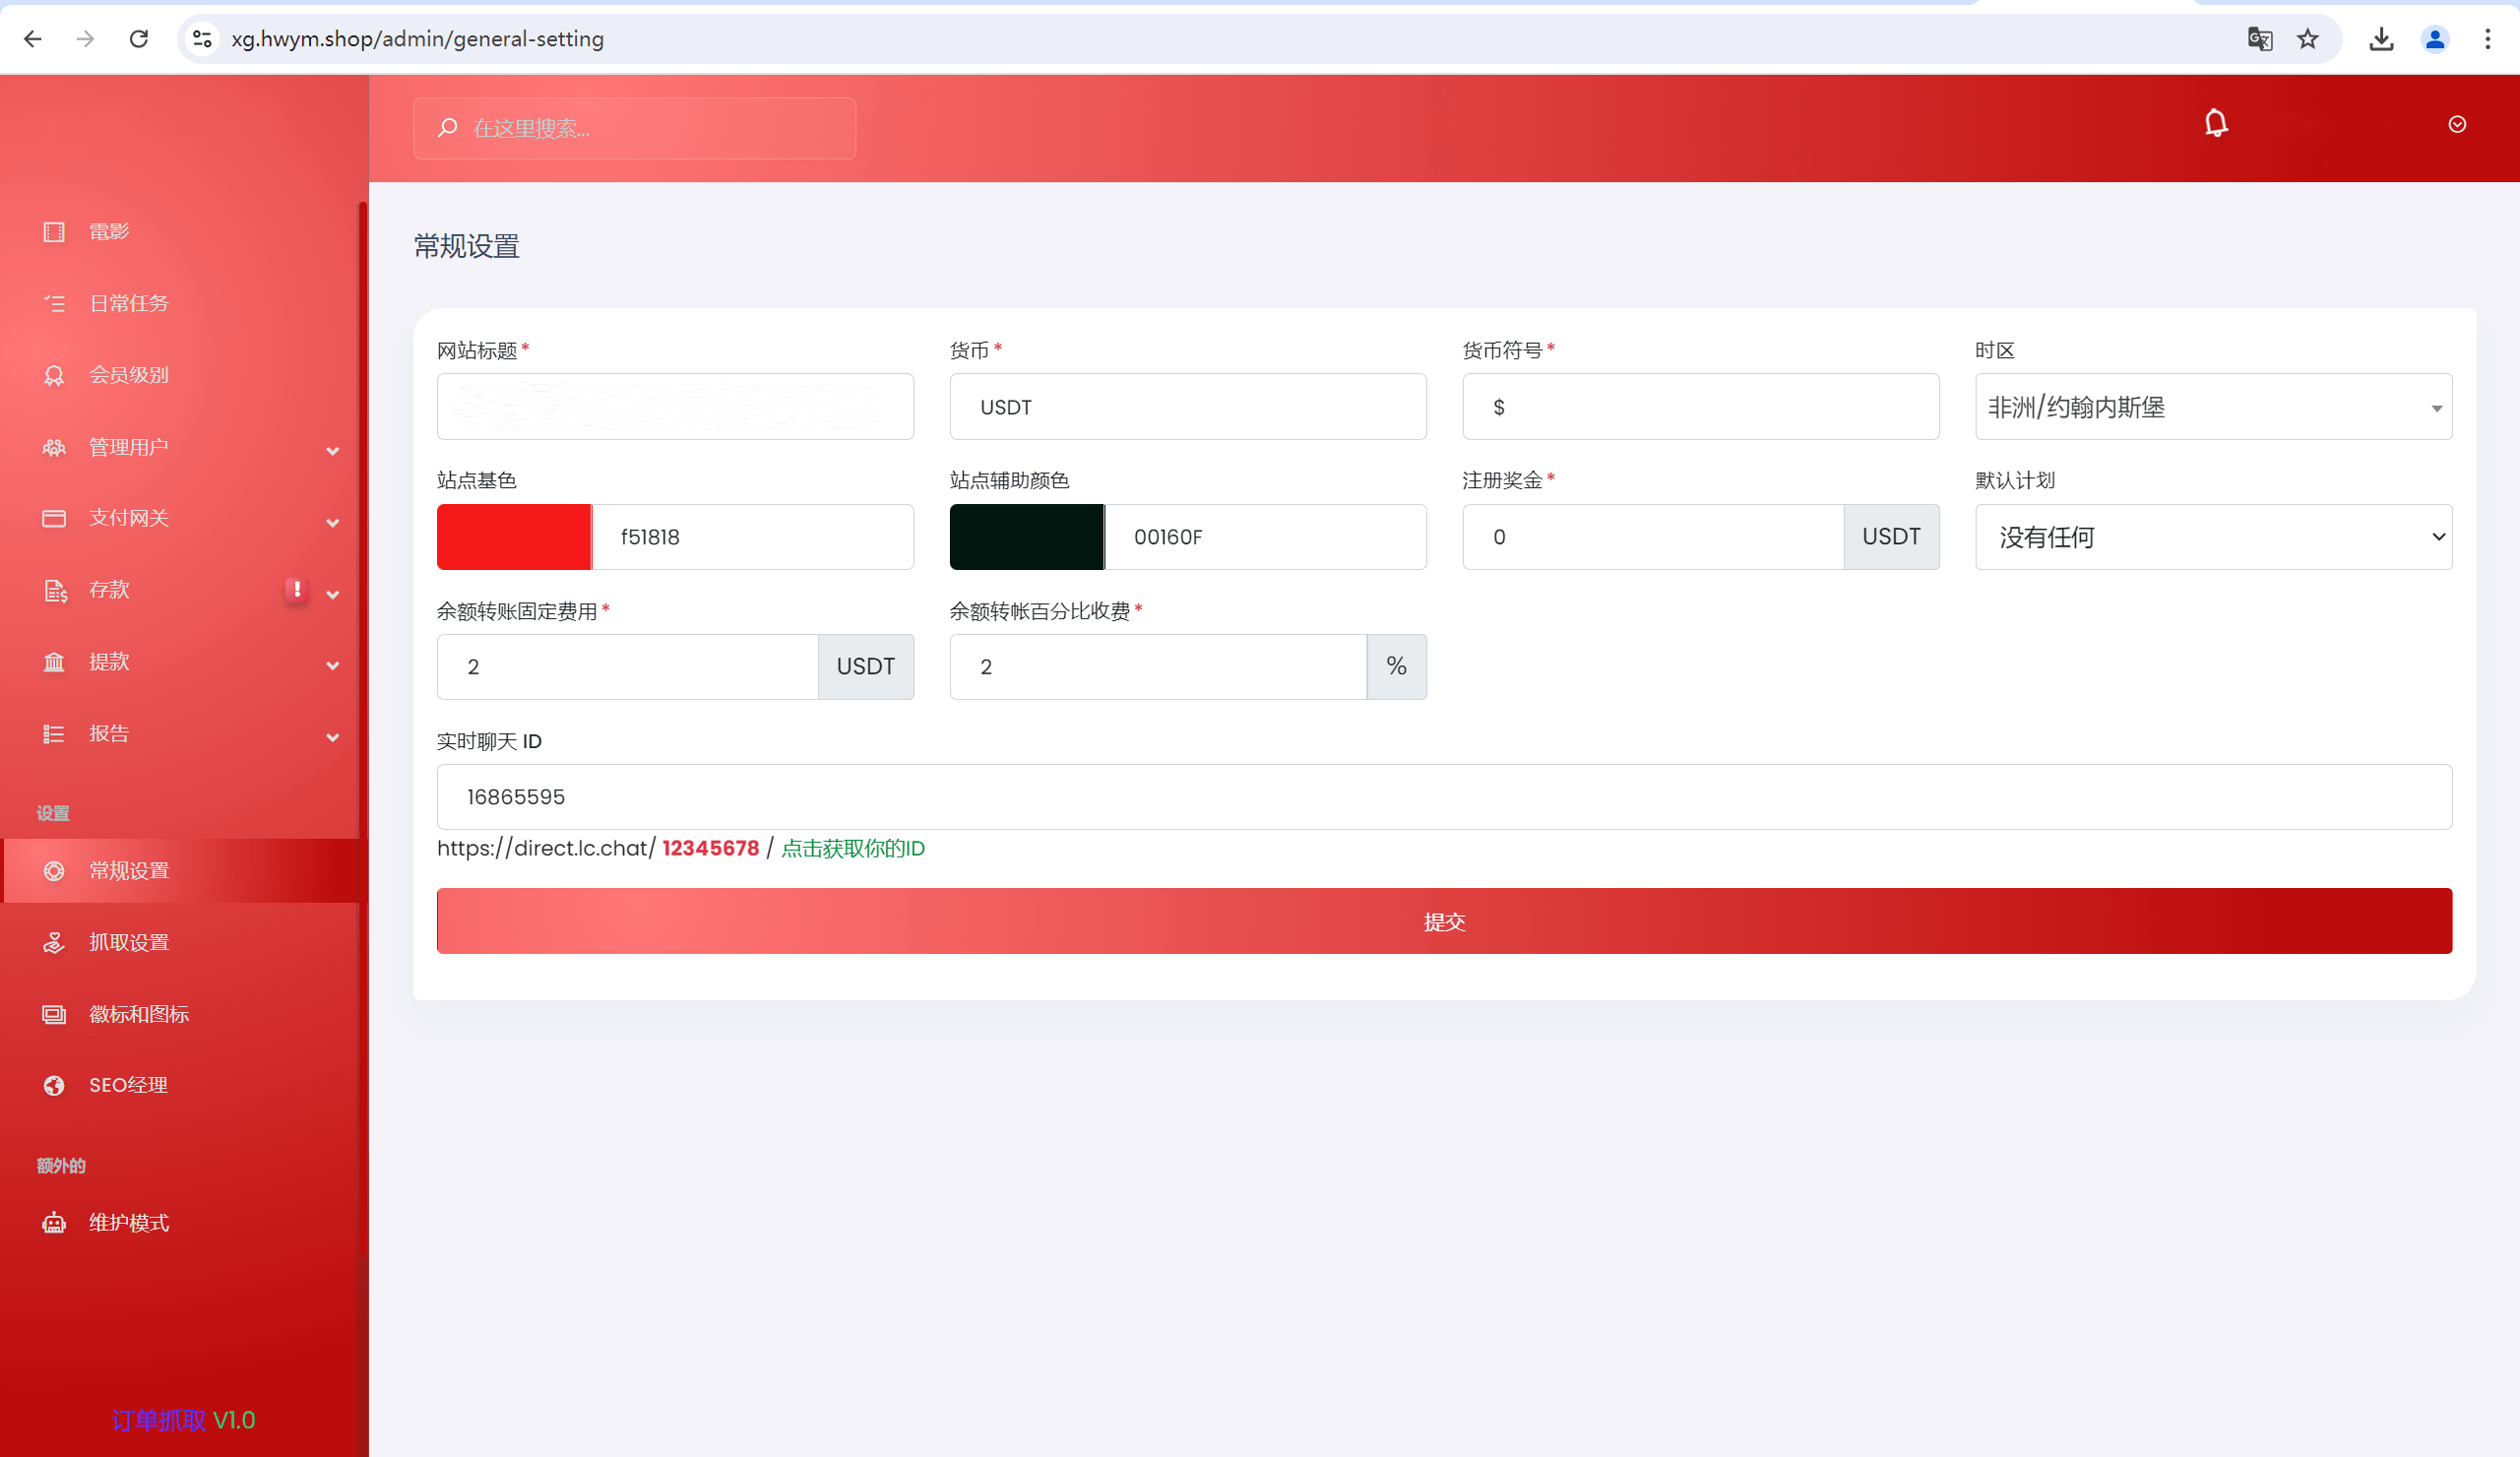 xg.hwym.shop/admin/general-setting
在这里搜索...
電影
日常任务
会员级别
管理用户
支付网关
存款
提款
报告
设置
常规设置
抓取设置
徽标和图标
SEO经理
额外的
维护模式
订单抓取 V1.0
常规设置
网站标题 *
货币 *
货币符号 *
时区
USDT
$
非洲/约翰内斯堡
站点基色
站点辅助颜色
注册奖金 *
默认计划
f51818
00160F
0 USDT
没有任何
余额转账固定费用 *
余额转帐百分比收费 *
2 USDT
2 %
实时聊天 ID
16865595
https://direct.lc.chat/ 12345678 / 点击获取你的ID
提交